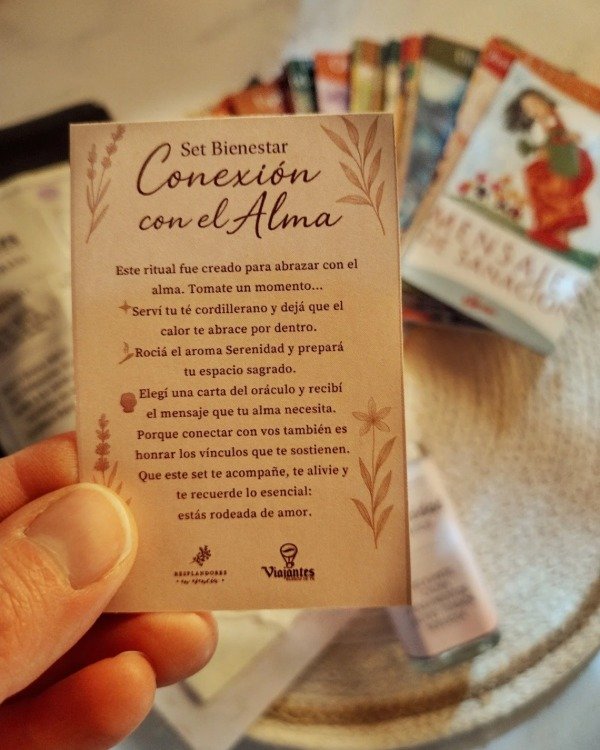 Set Bienestar
Conexión
con el Alma
Este ritual fue creado para abrazar con el
alma. Tomate un momento...
Serví tu té cordillerano y dejá que el
calor te abrace por dentro.
Rociá el aroma Serenidad y prepará
tu espacio sagrado.
Elegí una carta del oráculo y recibí
el mensaje que tu alma necesita.
Porque conectar con vos también es
honrar los vínculos que te sostienen.
Que este set te acompañe, te alivie y
te recuerde lo esencial:
estás rodeada de amor.
RESPLANDORES
Viajantes
MENSAJES
DE SANACIÓN